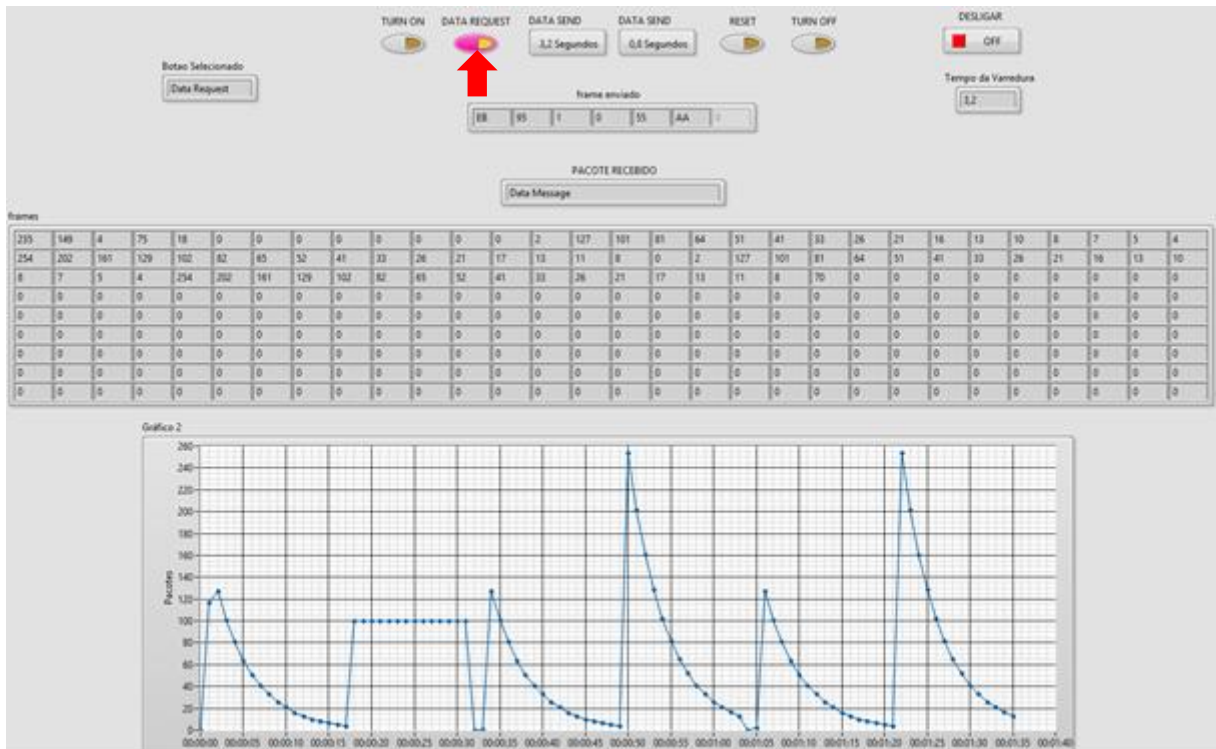 TURN ON DATA REQUEST DATA SEND DATA SEND RESET TURN OFF DESLIGAR
3,2 Segundos 0,8 Segundos OFF
Botao Selecionado
Data Request
Tempo da Varredura
3,2
frame enviado
EB 95 1 0 55 AA
PACOTE RECEBIDO
Data Message
frames
235 149 4 75 18 0 0 0 0 0 0 0 0 2 127 101 81 64 51 41 33 26 21 16 13 10 8 7 5 4
254 202 161 129 102 82 65 52 41 33 26 21 17 13 11 8 0 2 127 101 81 64 51 41 33 26 21 16 13 10
8 7 5 4 254 202 161 129 102 82 65 52 41 33 26 21 17 13 11 8 70 0 0 0 0 0 0 0 0 0
0 0 0 0 0 0 0 0 0 0 0 0 0 0 0 0 0 0 0 0 0 0 0 0 0 0 0 0 0 0
0 0 0 0 0 0 0 0 0 0 0 0 0 0 0 0 0 0 0 0 0 0 0 0 0 0 0 0 0 0
0 0 0 0 0 0 0 0 0 0 0 0 0 0 0 0 0 0 0 0 0 0 0 0 0 0 0 0 0 0
0 0 0 0 0 0 0 0 0 0 0 0 0 0 0 0 0 0 0 0 0 0 0 0 0 0 0 0 0 0
0 0 0 0 0 0 0 0 0 0 0 0 0 0 0 0 0 0 0 0 0 0 0 0 0 0 0 0 0 0
0 0 0 0 0 0 0 0 0 0 0 0 0 0 0 0 0 0 0 0 0 0 0 0 0 0 0 0 0 0
Gráfico 2
260
240
220
200
180
160
140
120
100
80
60
40
20
0
Pacotes
00:00:00 00:00:05 00:00:10 00:00:15 00:00:20 00:00:25 00:00:30 00:00:35 00:00:40 00:00:45 00:00:50 00:00:55 00:01:00 00:01:05 00:01:10 00:01:15 00:01:20 00:01:25 00:01:30 00:01:35 00:01:40